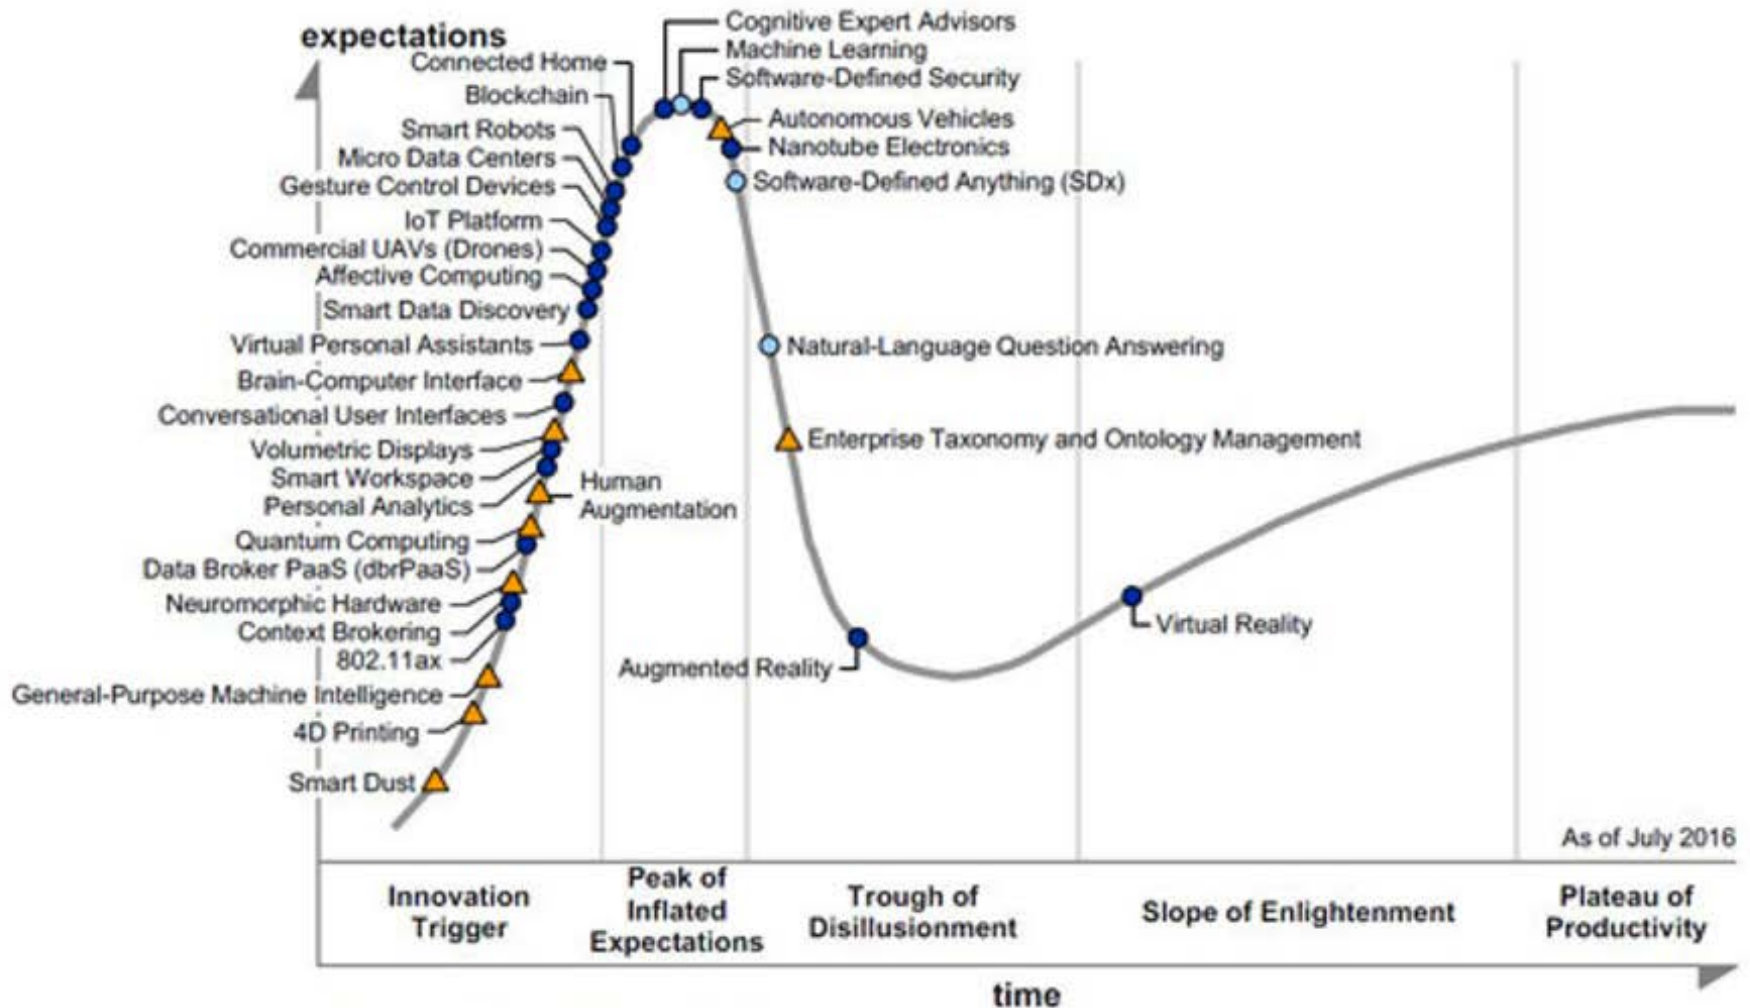 expectations
Cognitive Expert Advisors
Machine Learning
Software-Defined Security
Connected Home
Blockchain
Smart Robots
Micro Data Centers
Gesture Control Devices
IoT Platform
Commercial UAVs (Drones)
Affective Computing
Smart Data Discovery
Virtual Personal Assistants
Brain-Computer Interface
Conversational User Interfaces
Volumetric Displays
Smart Workspace
Personal Analytics
Quantum Computing
Data Broker PaaS (dbrPaaS)
Neuromorphic Hardware
Context Brokering
802.11ax
General-Purpose Machine Intelligence
4D Printing
Smart Dust
Human
Augmentation
Autonomous Vehicles
Nanotube Electronics
Software-Defined Anything (SDx)
Natural-Language Question Answering
Enterprise Taxonomy and Ontology Management
Augmented Reality
Virtual Reality
As of July 2016
Innovation
Trigger
Peak of
Inflated
Expectations
Trough of
Disillusionment
Slope of Enlightenment
Plateau of
Productivity
time